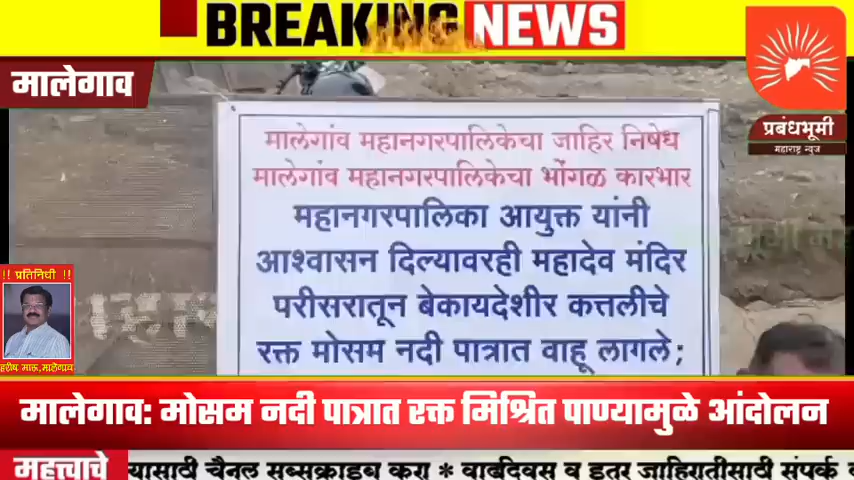 BREAKING NEWS
मालेगाव
प्रबंधभूमी
महाराष्ट्र न्यूज
मालेगांव महानगरपालिकेचा जाहिर निषेध
मालेगांव महानगरपालिकेचा भोंगळ कारभार
महानगरपालिका आयुक्त यांनी
आश्वासन दिल्यावरही महादेव मंदिर
परीसरातून बेकायदेशीर कत्तलीचे
रक्त मोसम नदी पात्रात वाहू लागले;
!! प्रतिनिधी !!
हरीष मारू,मालेगाव
मालेगाव: मोसम नदी पात्रात रक्त मिश्रित पाण्यामुळे आंदोलन
महत्त्वाचे
यासाठी चॅनल सब्सक्राइब करा * वाढदिवस व इतर जाहिरातीसाठी संपर्क